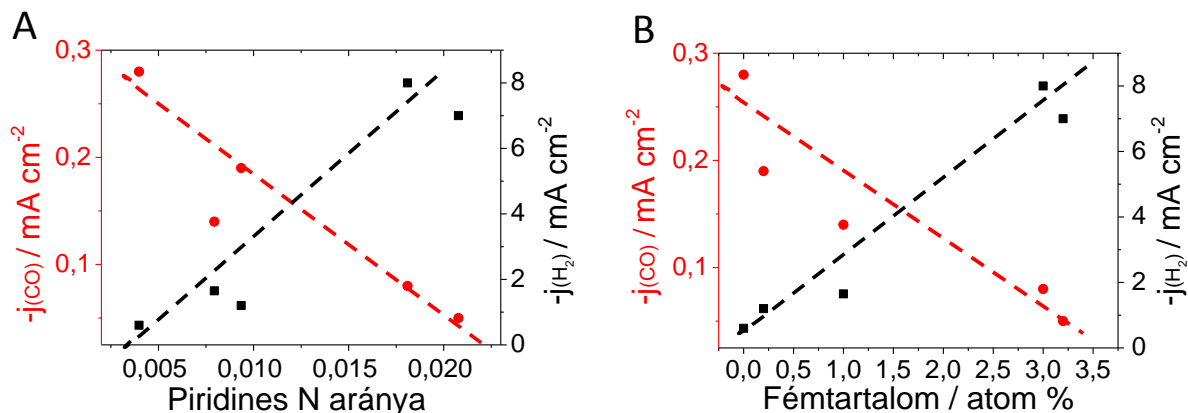 A
0,3
0,2
0,1
-j(CO) / mA cm-2
8
6
4
2
0
-j(H2) / mA cm-2
0,005 0,010 0,015 0,020
Piridines N aránya
B
0,3
0,2
0,1
-j(CO) / mA cm-2
8
6
4
2
0
-j(H2) / mA cm-2
0,0 0,5 1,0 1,5 2,0 2,5 3,0 3,5
Fémtartalom / atom %